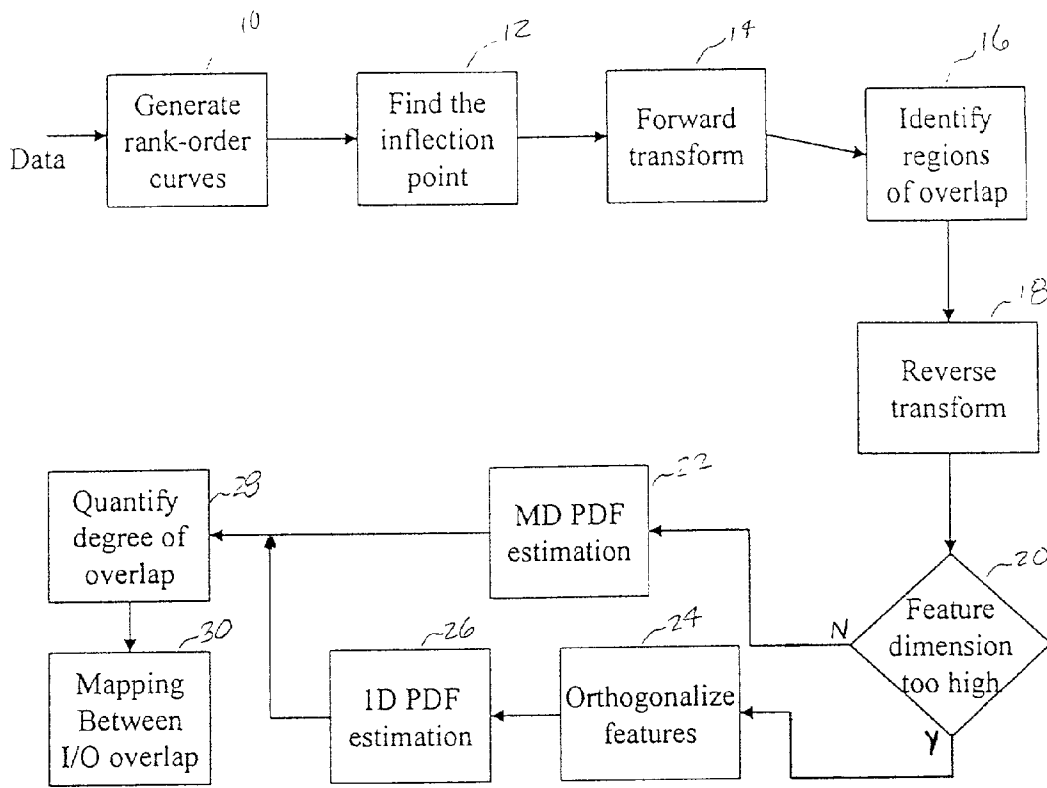 10
12
14
16
Data
Generate
rank-order
curves
Find the
inflection
point
Forward
transform
Identify
regions
of overlap
18
Reverse
transform
20
Feature
dimension
too high
N
Y
22
MD PDF
estimation
24
Orthogonalize
features
26
1D PDF
estimation
28
Quantify
degree of
overlap
30
Mapping
Between
I/O overlap